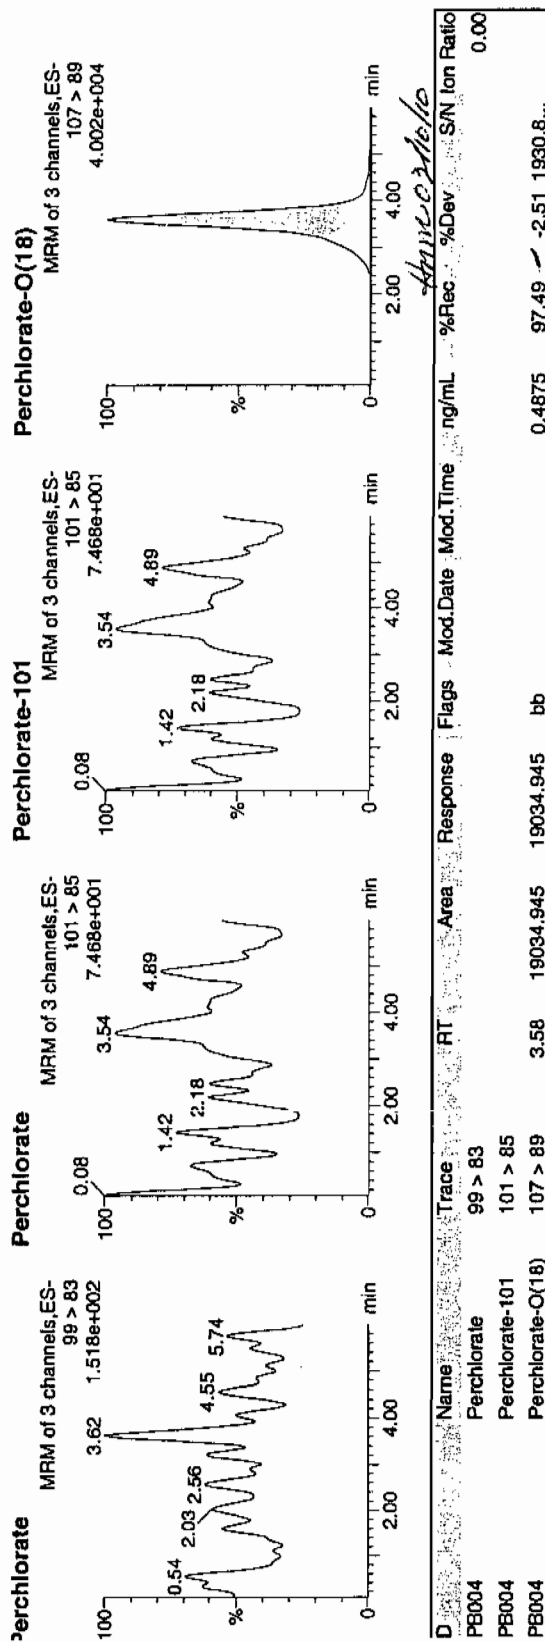 Perchlorate
MRM of 3 channels,ES-
99 > 83
1.518e+002
100
%
0
0.54
2.03
2.56
3.62
4.55
5.74
2.00
4.00
min
Perchlorate
MRM of 3 channels,ES-
101 > 85
7.468e+001
100
%
0
0.08
1.42
2.18
3.54
4.89
2.00
4.00
min
Perchlorate-101
MRM of 3 channels,ES-
101 > 85
7.468e+001
100
%
0
0.08
1.42
2.18
3.54
4.89
2.00
4.00
min
Perchlorate-O(18)
MRM of 3 channels,ES-
107 > 89
4.002e+004
100
%
0
2.00
4.00
min
D Name Trace RT Area Response Flags Mod.Date Mod.Time ng/mL %Rec %Dev S/N Ion Ratio
PB004 Perchlorate 99 > 83 0.00
PB004 Perchlorate-101 101 > 85
PB004 Perchlorate-O(18) 107 > 89 3.58 19034.945 19034.945 bb 0.4875 97.49 -2.51 1930.8...